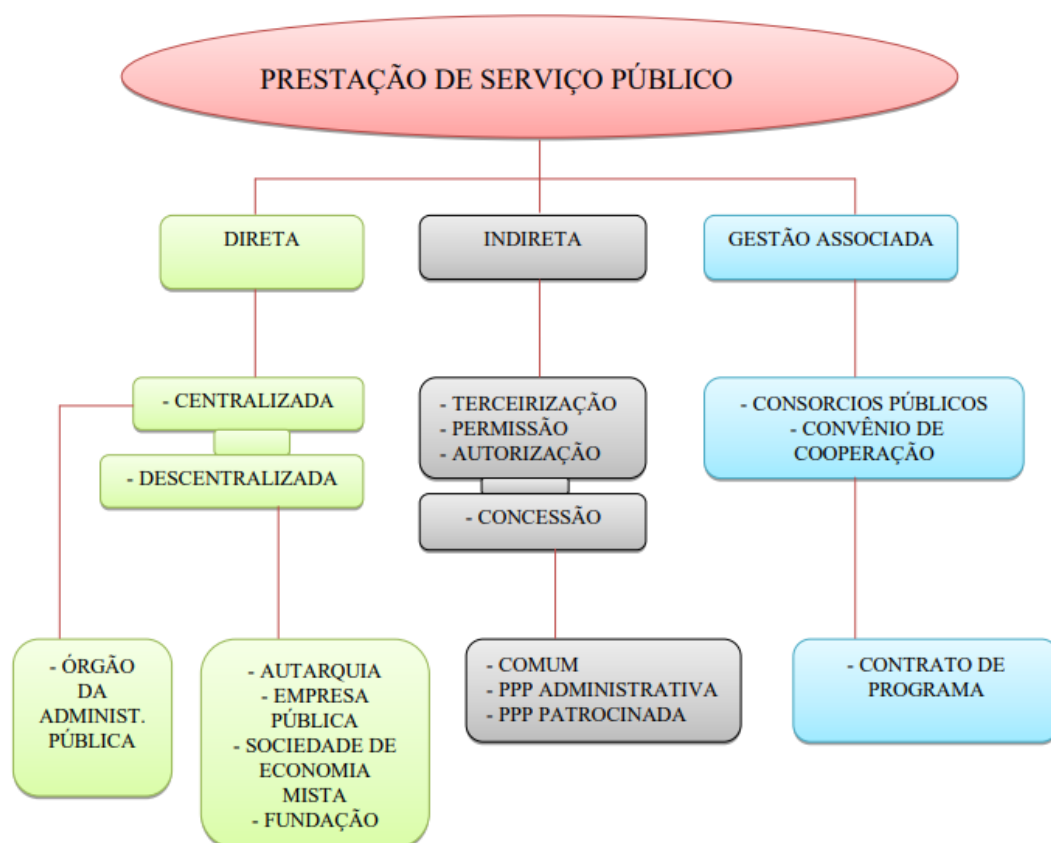 PRESTAÇÃO DE SERVIÇO PÚBLICO
DIRETA
INDIRETA
GESTÃO ASSOCIADA
- CENTRALIZADA
- DESCENTRALIZADA
- TERCEIRIZAÇÃO
- PERMISSÃO
- AUTORIZAÇÃO
- CONCESSÃO
- CONSORCIOS PÚBLICOS
- CONVÊNIO DE
COOPERAÇÃO
- ÓRGÃO
DA
ADMINIST.
PÚBLICA
- AUTARQUIA
- EMPRESA
PÚBLICA
- SOCIEDADE DE
ECONOMIA
MISTA
- FUNDAÇÃO
- COMUM
- PPP ADMINISTRATIVA
- PPP PATROCINADA
- CONTRATO DE
PROGRAMA